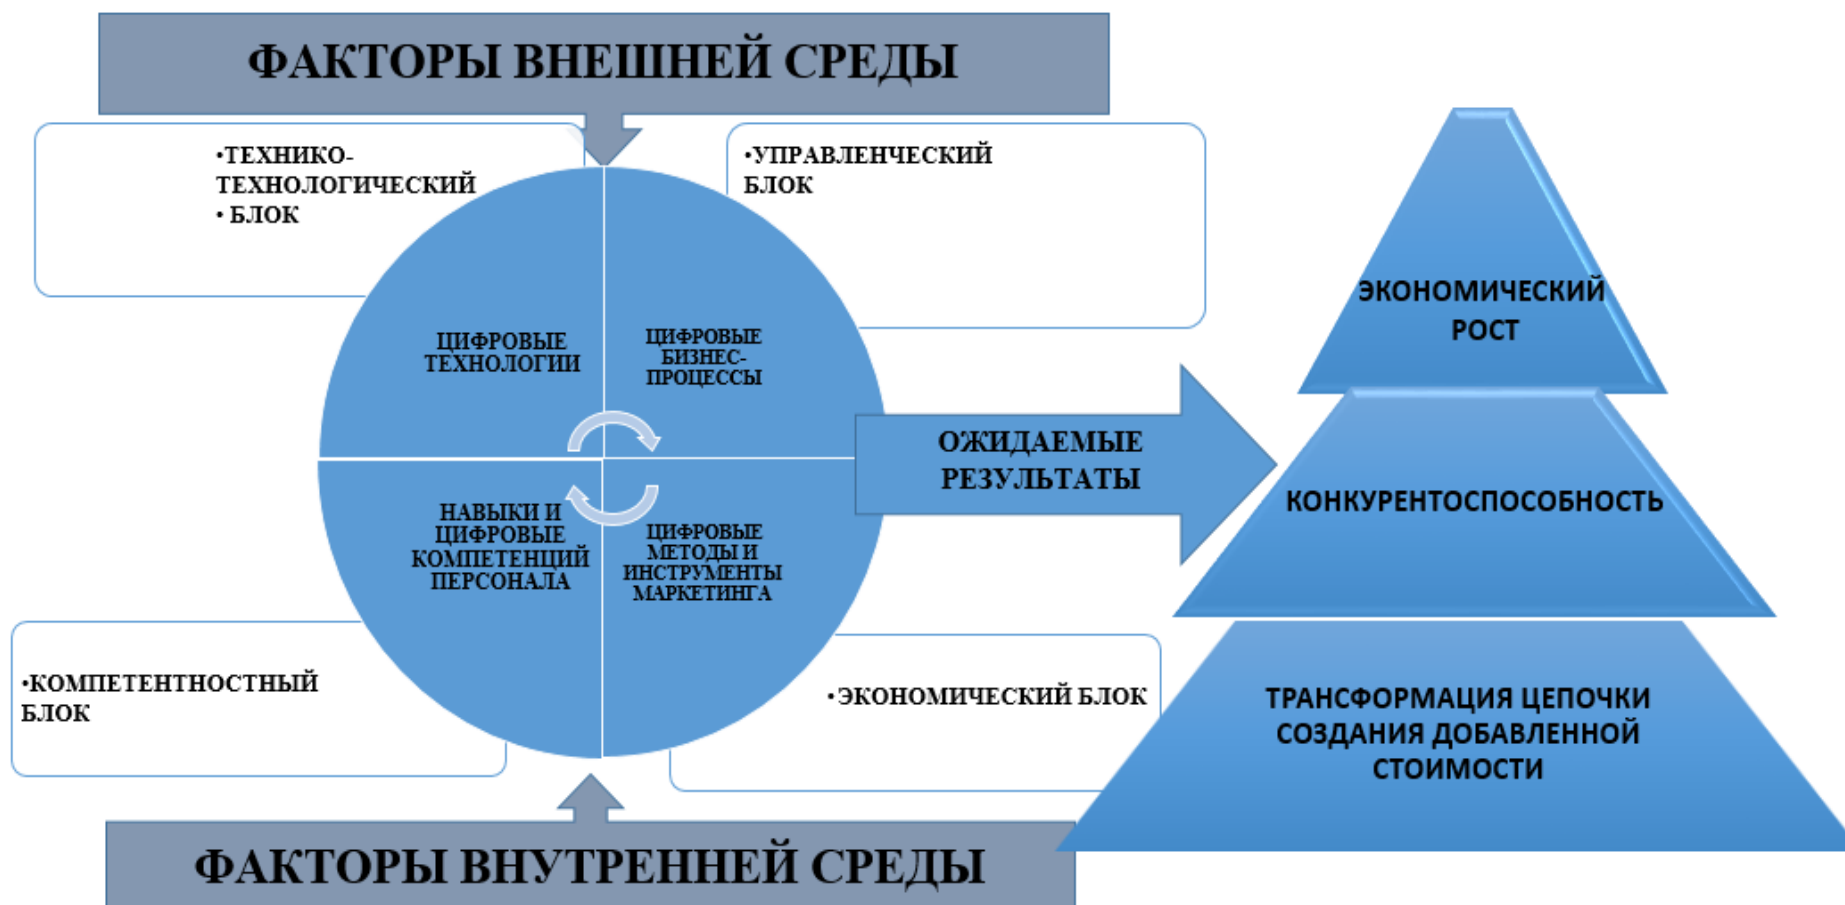 ФАКТОРЫ ВНЕШНЕЙ СРЕДЫ
•ТЕХНИКО-
ТЕХНОЛОГИЧЕСКИЙ
• БЛОК
•УПРАВЛЕНЧЕСКИЙ
БЛОК
ЦИФРОВЫЕ
ТЕХНОЛОГИИ
ЦИФРОВЫЕ
БИЗНЕС-
ПРОЦЕССЫ
НАВЫКИ И
ЦИФРОВЫЕ
КОМПЕТЕНЦИЙ
ПЕРСОНАЛА
ЦИФРОВЫЕ
МЕТОДЫ И
ИНСТРУМЕНТЫ
МАРКЕТИНГА
•КОМПЕТЕНТНОСТНЫЙ
БЛОК
•ЭКОНОМИЧЕСКИЙ БЛОК
ФАКТОРЫ ВНУТРЕННЕЙ СРЕДЫ
ОЖИДАЕМЫЕ
РЕЗУЛЬТАТЫ
ЭКОНОМИЧЕСКИЙ
РОСТ
КОНКУРЕНТОСПОСОБНОСТЬ
ТРАНСФОРМАЦИЯ ЦЕПОЧКИ
СОЗДАНИЯ ДОБАВЛЕННОЙ
СТОИМОСТИ